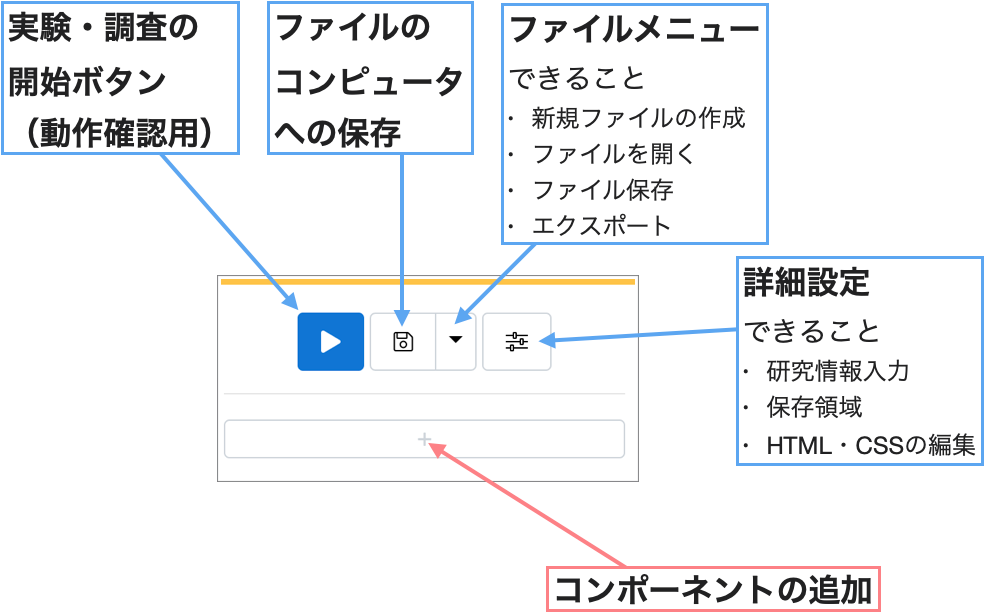 実験・調査の
開始ボタン
（動作確認用）
ファイルの
コンピュータ
への保存
ファイルメニュー
できること
・ 新規ファイルの作成
・ ファイルを開く
・ ファイル保存
・ エクスポート
詳細設定
できること
・ 研究情報入力
・ 保存領域
・ HTML・CSSの編集
+
コンポーネントの追加